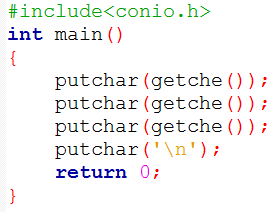 #include<conio.h>
int main()
{
    putchar(getche());
    putchar(getche());
    putchar(getche());
    putchar('\n');
    return 0;
}